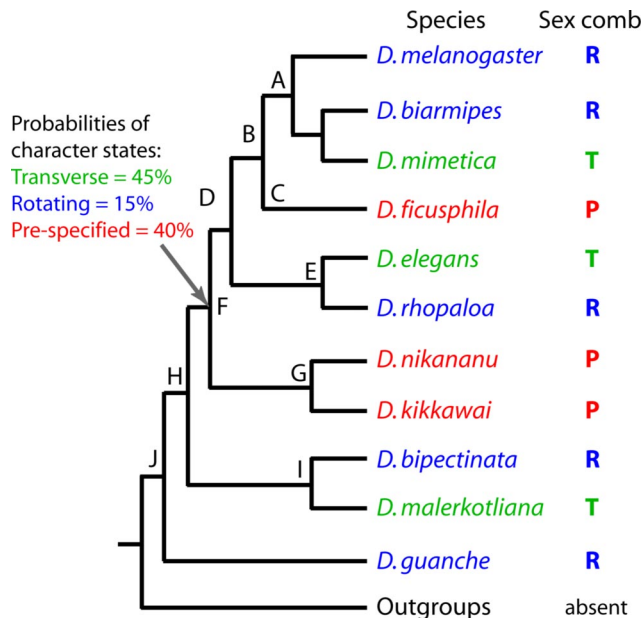 Species Sex comb
A D. melanogaster R
Probabilities of
character states:
Transverse = 45%
Rotating = 15%
Pre-specified = 40%
B D. biarmipes R
D. mimetica T
D C D. ficusphila P
E D. elegans T
F D. rhopaloa R
D. nikananu P
H G D. kikkawai P
J I D. bipectinata R
D. malerkotliana T
D. guanche R
Outgroups absent